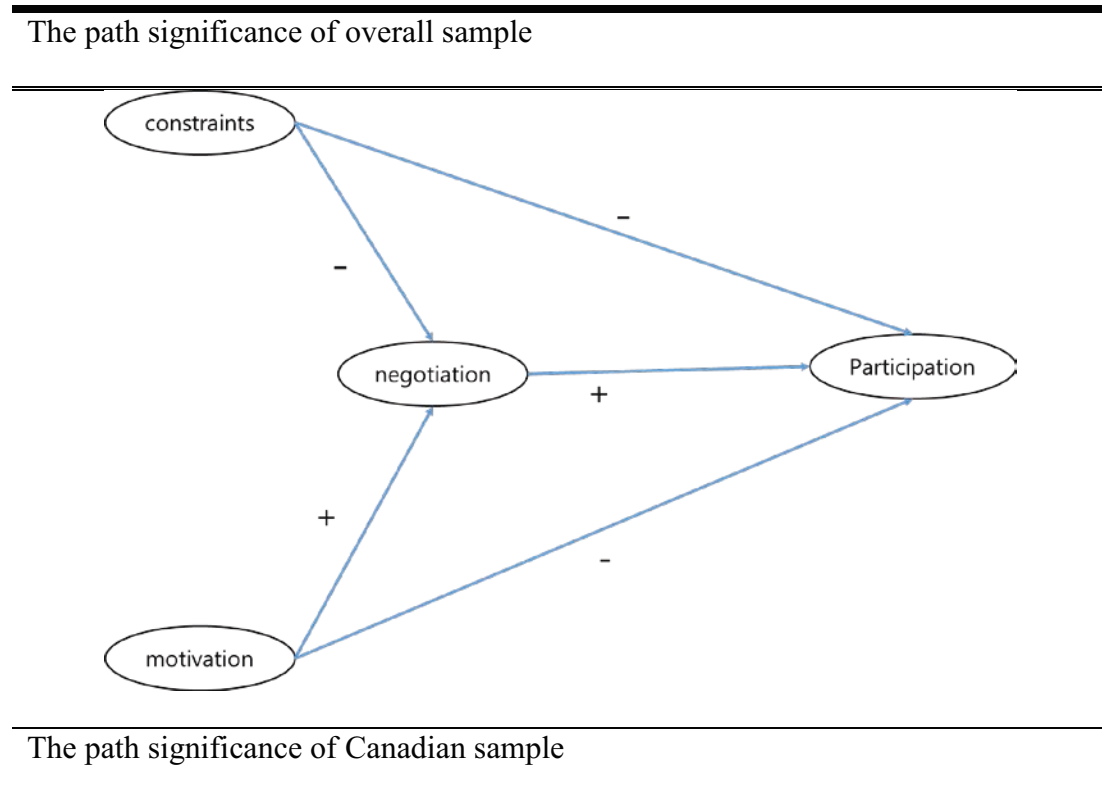 The path significance of overall sample
constraints
–
–
negotiation
Participation
+
+
-
motivation
The path significance of Canadian sample